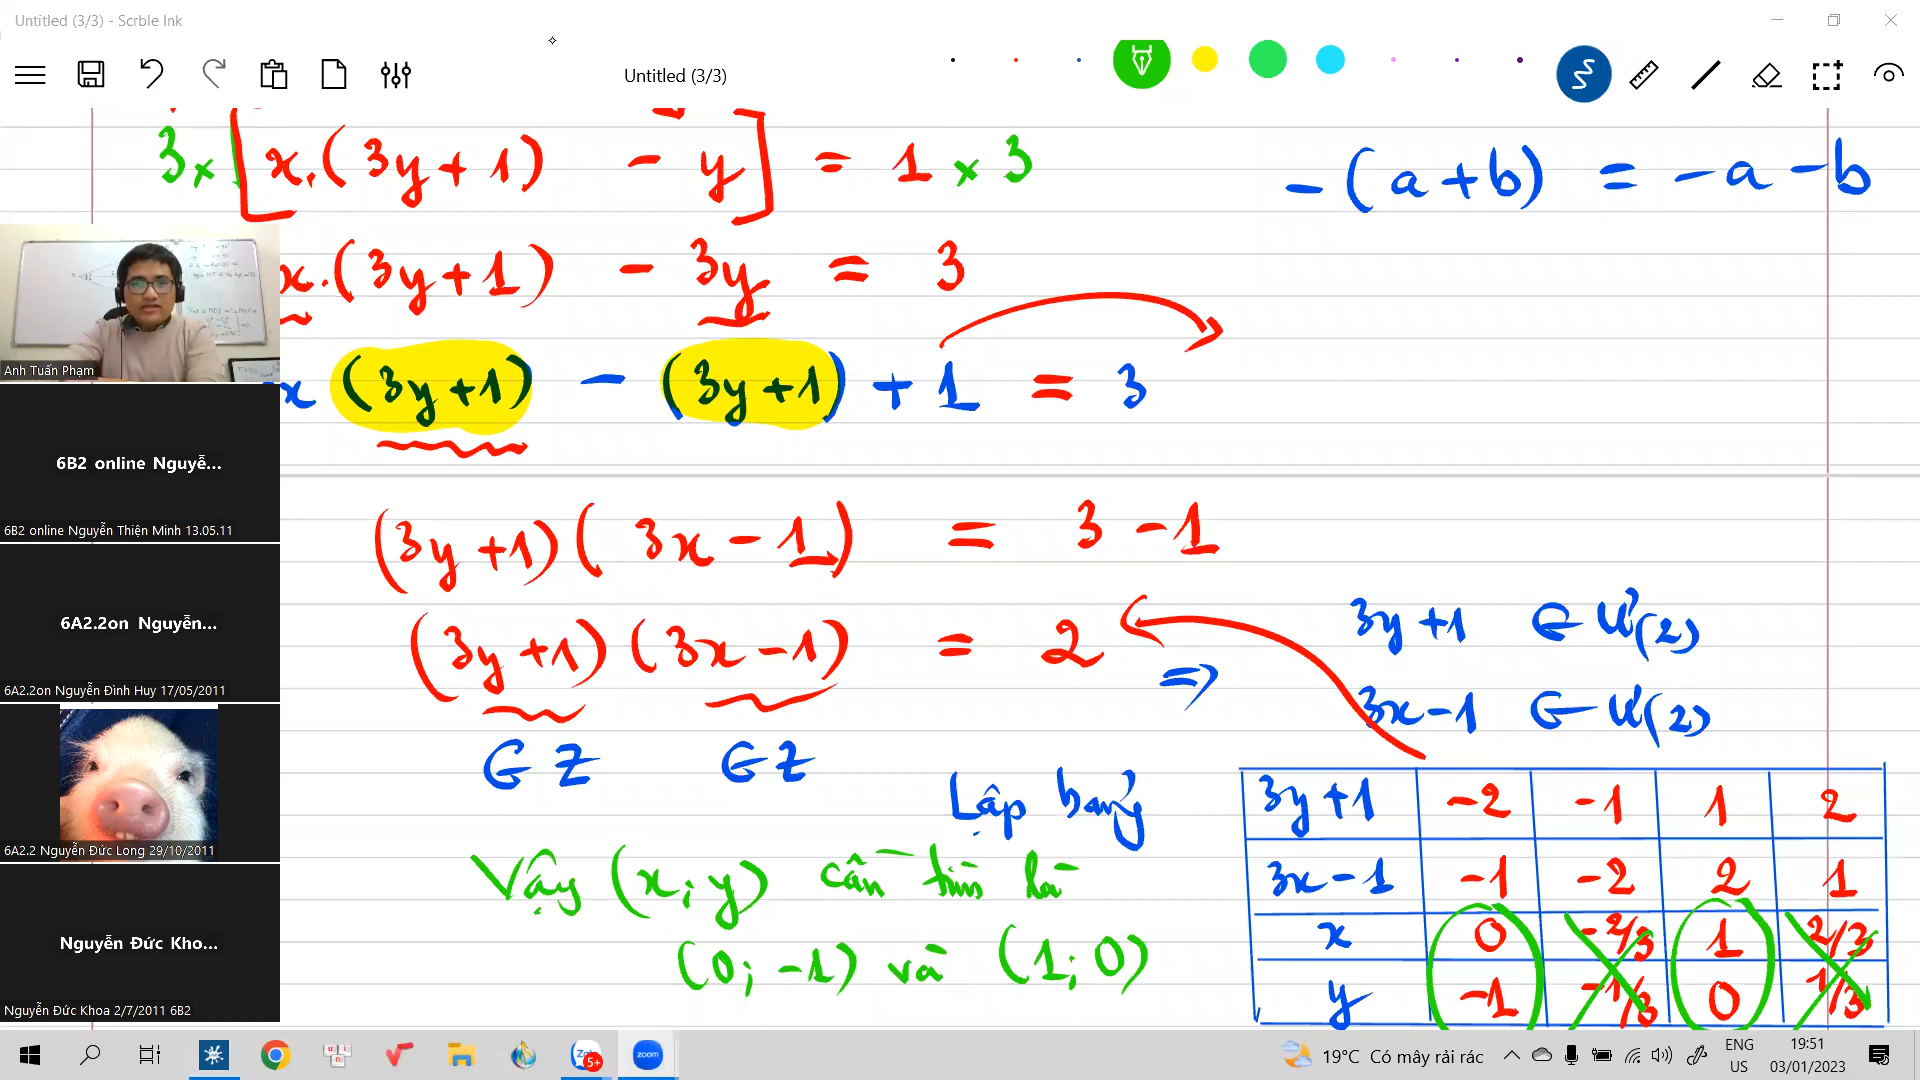 Untitled (3/3) - Scrble Ink
Untitled (3/3)
3 × [x.(3y+1) - y] = 1 × 3
-(a+b) = -a-b
x.(3y+1) - 3y = 3
x (3y+1) - (3y+1) + 1 = 3
(3y+1)(3x-1) = 3-1
(3y+1)(3x-1) = 2
⇒
3y+1 ∈ Ư(2)
3x-1 ∈ Ư(2)
∈ Z ∈ Z
Lập bảng
3y+1 -2 -1 1 2
3x-1 -1 -2 2 1
x 0 -2/3 1 2/3
y -1 -1/3 0 1/3
Vậy (x; y) cần tìm là
(0; -1) và (1; 0)
Anh Tuấn Phạm
6B2 online Nguyễ...
6B2 online Nguyễn Thiện Minh 13.05.11
6A2.2on Nguyễn...
6A2.2on Nguyễn Đình Huy 17/05/2011
6A2.2 Nguyễn Đức Long 29/10/2011
Nguyễn Đức Kho...
Nguyễn Đức Khoa 2/7/2011 6B2
5+
zoom
19°C Có mây rải rác
ENG
US
19:51
03/01/2023